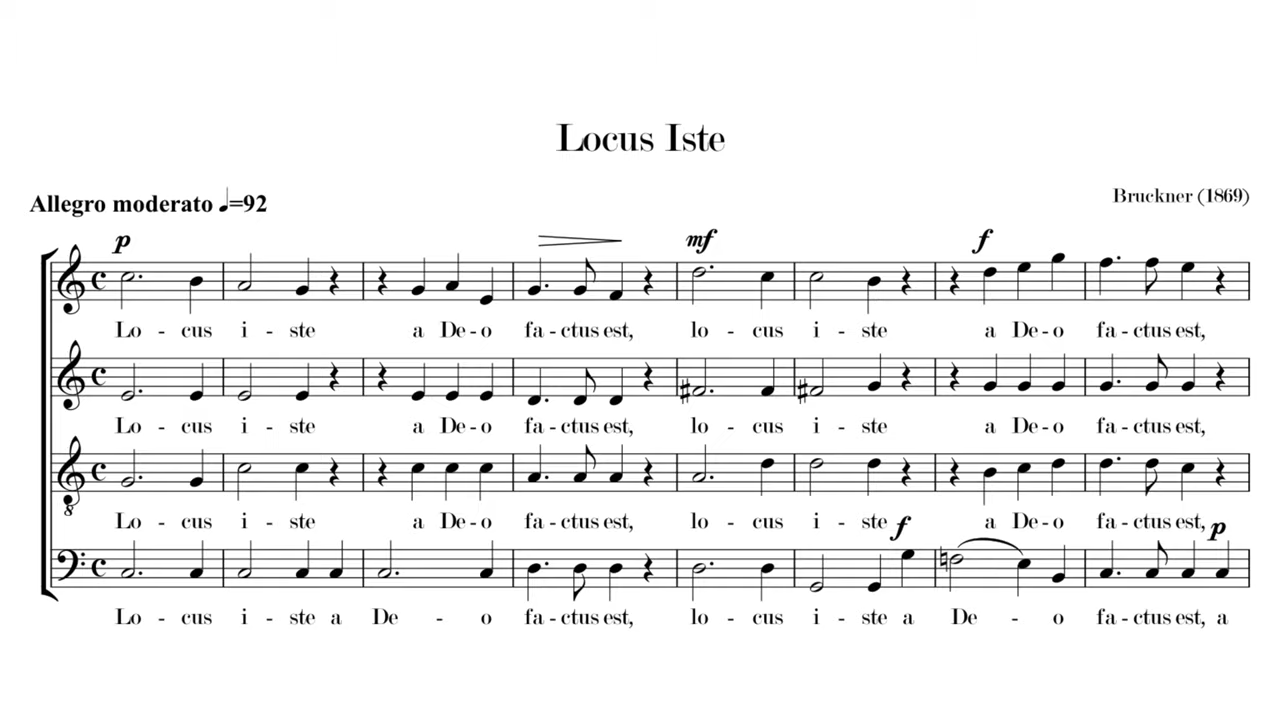 Locus Iste
Allegro moderato ♩=92
Bruckner (1869)
p mf f
Lo - cus i - ste a De - o fa - ctus est, lo - cus i - ste a De - o fa - ctus est,
Lo - cus i - ste a De - o fa - ctus est, lo - cus i - ste a De - o fa - ctus est,
Lo - cus i - ste a De - o fa - ctus est, lo - cus i - ste a De - o fa - ctus est,
f p
Lo - cus i - ste a De - o fa - ctus est, lo - cus i - ste a De - o fa - ctus est, a